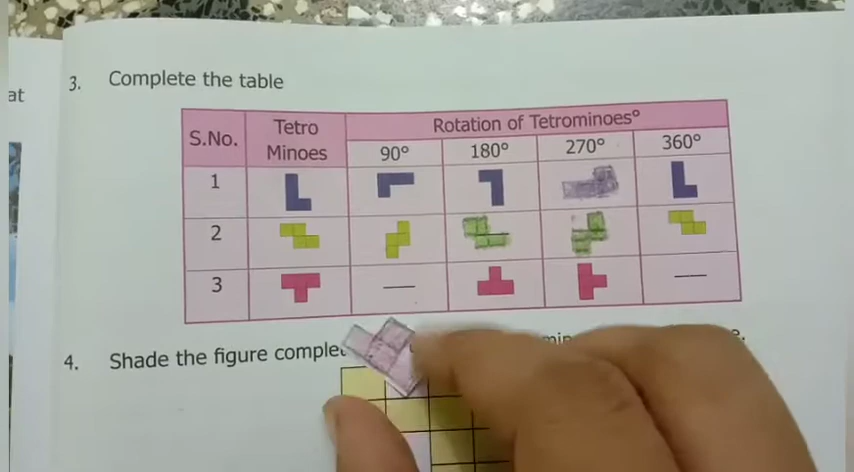 at
3. Complete the table
S.No.
Tetro Minoes
Rotation of Tetrominoes°
90° 180° 270° 360°
1
2
3
4. Shade the figure complet